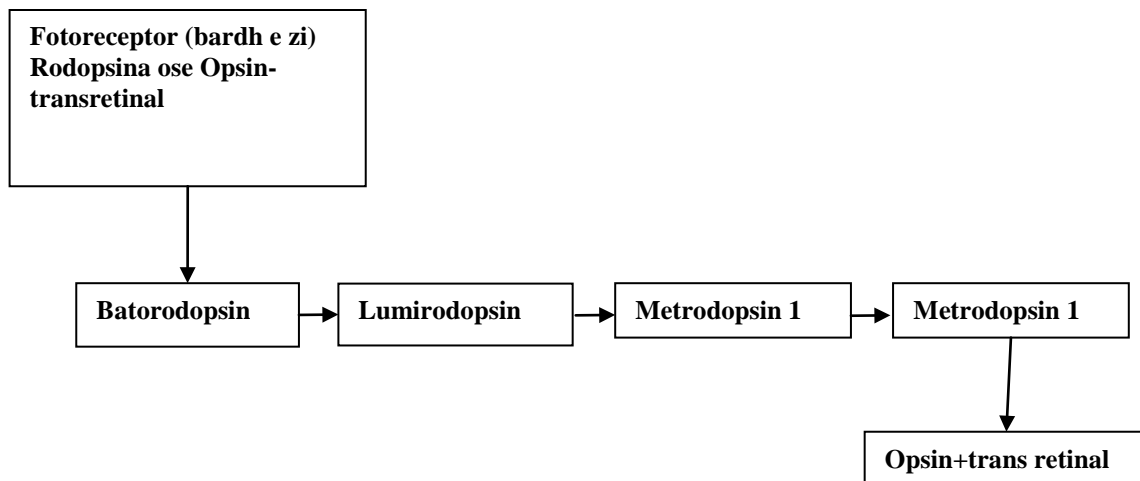 Fotoreceptor (bardh e zi)
Rodopsina ose Opsin-
transretinal
Batorodopsin
Lumirodopsin
Metrodopsin 1
Metrodopsin 1
Opsin+trans retinal